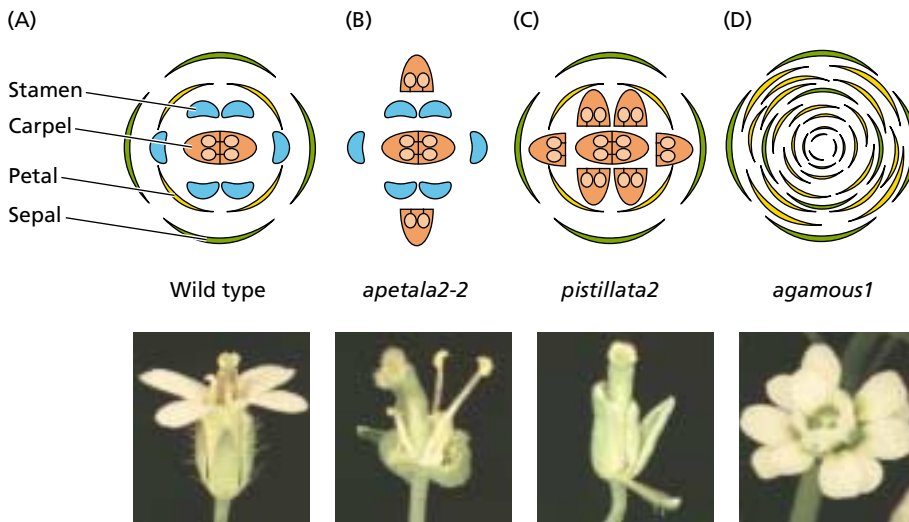 (A)
(B)
(C)
(D)
Stamen
Carpel
Petal
Sepal
Wild type
apetala2-2
pistillata2
agamous1